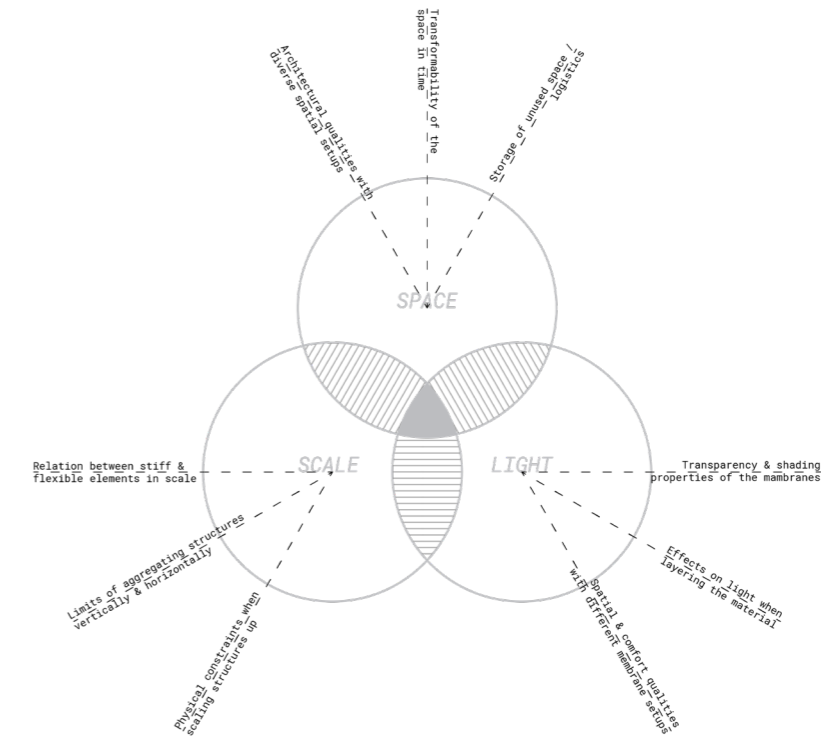 Architectural qualities with
diverse spatial setups
Transformability of the
space in time
Storage of unused space /
logistics
SPACE
SCALE
LIGHT
Relation between stiff &
flexible elements in scale
Transparency & shading
properties of the mambranes
Limits of aggregating structures
vertically & horizontally
Effects on light when
layering the material
Physical constraints when
scaling structures up
Spatial & comfort qualities
with different membrane setups